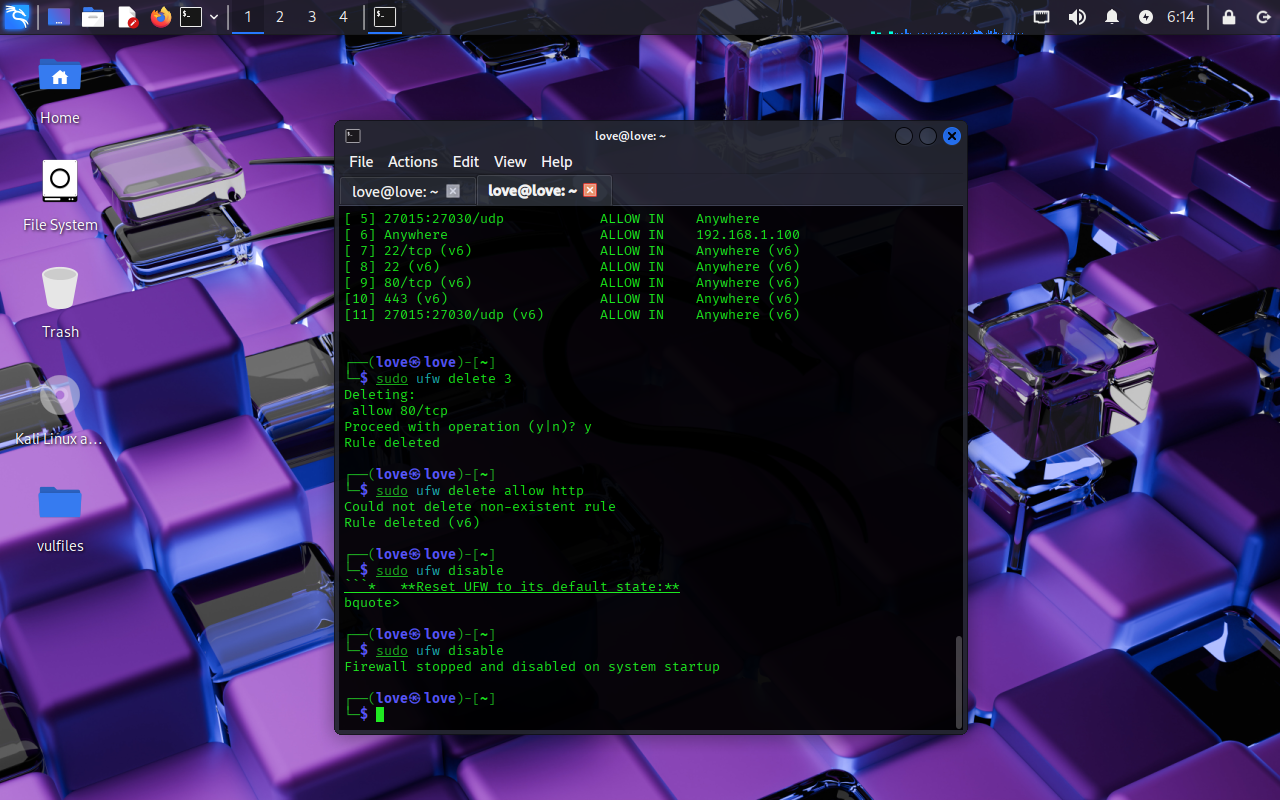 1 2 3 4
6:14
Home
File System
Trash
Kali Linux a...
vulfiles
love@love: ~
File Actions Edit View Help
love@love: ~ love@love: ~
[ 5] 27015:27030/udp ALLOW IN Anywhere
[ 6] Anywhere ALLOW IN 192.168.1.100
[ 7] 22/tcp (v6) ALLOW IN Anywhere (v6)
[ 8] 22 (v6) ALLOW IN Anywhere (v6)
[ 9] 80/tcp (v6) ALLOW IN Anywhere (v6)
[10] 443 (v6) ALLOW IN Anywhere (v6)
[11] 27015:27030/udp (v6) ALLOW IN Anywhere (v6)
┌──(love㉿love)-[~]
└─$ sudo ufw delete 3
Deleting:
allow 80/tcp
Proceed with operation (y|n)? y
Rule deleted
┌──(love㉿love)-[~]
└─$ sudo ufw delete allow http
Could not delete non-existent rule
Rule deleted (v6)
┌──(love㉿love)-[~]
└─$ sudo ufw disable
```* **Reset UFW to its default state:**
bquote>
┌──(love㉿love)-[~]
└─$ sudo ufw disable
Firewall stopped and disabled on system startup
┌──(love㉿love)-[~]
└─$